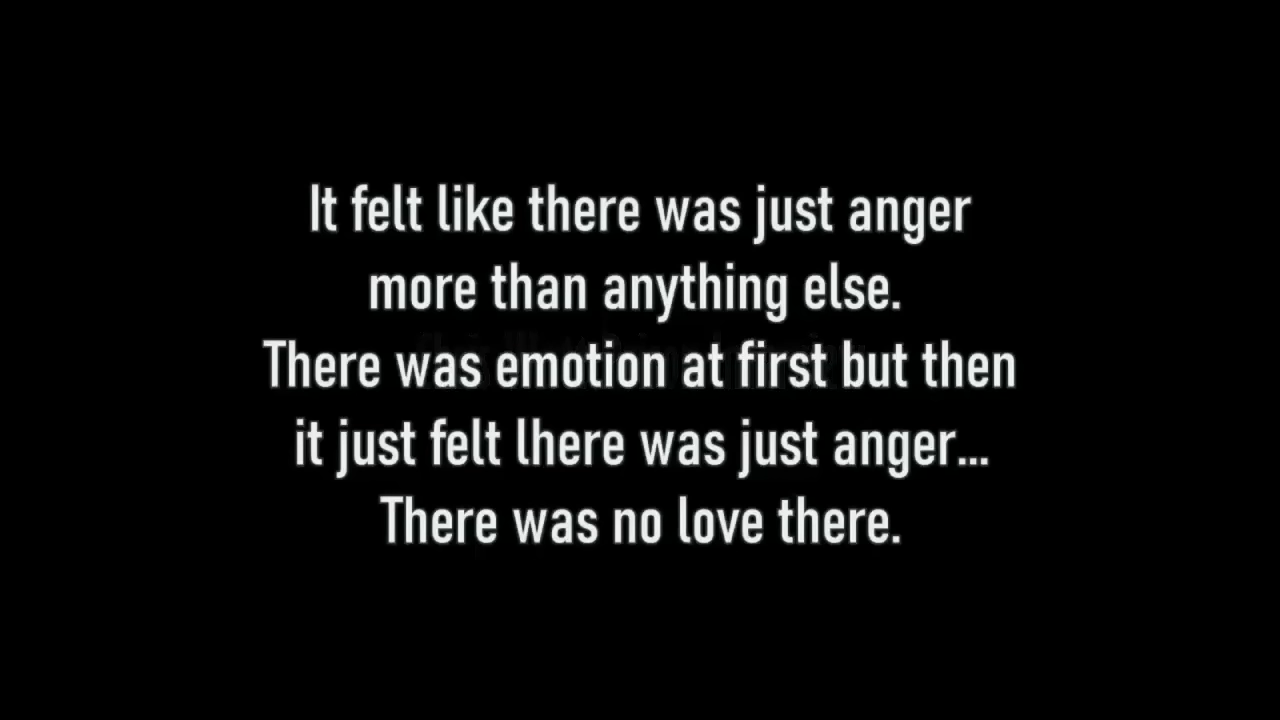 It felt like there was just anger
more than anything else.
There was emotion at first but then
it just felt lhere was just anger...
There was no love there.